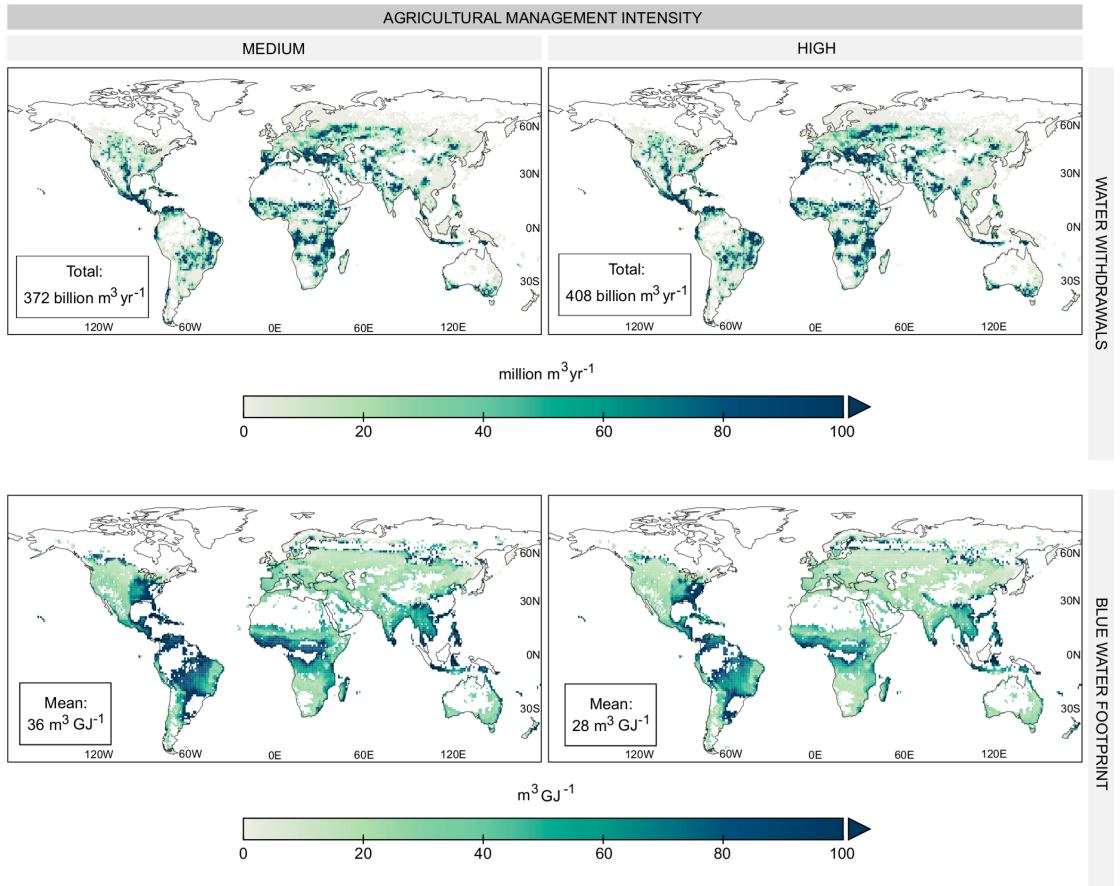 AGRICULTURAL MANAGEMENT INTENSITY
MEDIUM
HIGH
60N
30N
0N
30S
120W
60W
0E
60E
120E
Total:
372 billion m³ yr⁻¹
60N
30N
0N
30S
120W
60W
0E
60E
120E
Total:
408 billion m³ yr⁻¹
WATER WITHDRAWALS
million m³yr⁻¹
0 20 40 60 80 100
60N
30N
0N
30S
120W
60W
0E
60E
120E
Mean:
36 m³ GJ⁻¹
60N
30N
0N
30S
120W
60W
0E
60E
120E
Mean:
28 m³ GJ⁻¹
BLUE WATER FOOTPRINT
m³GJ⁻¹
0 20 40 60 80 100